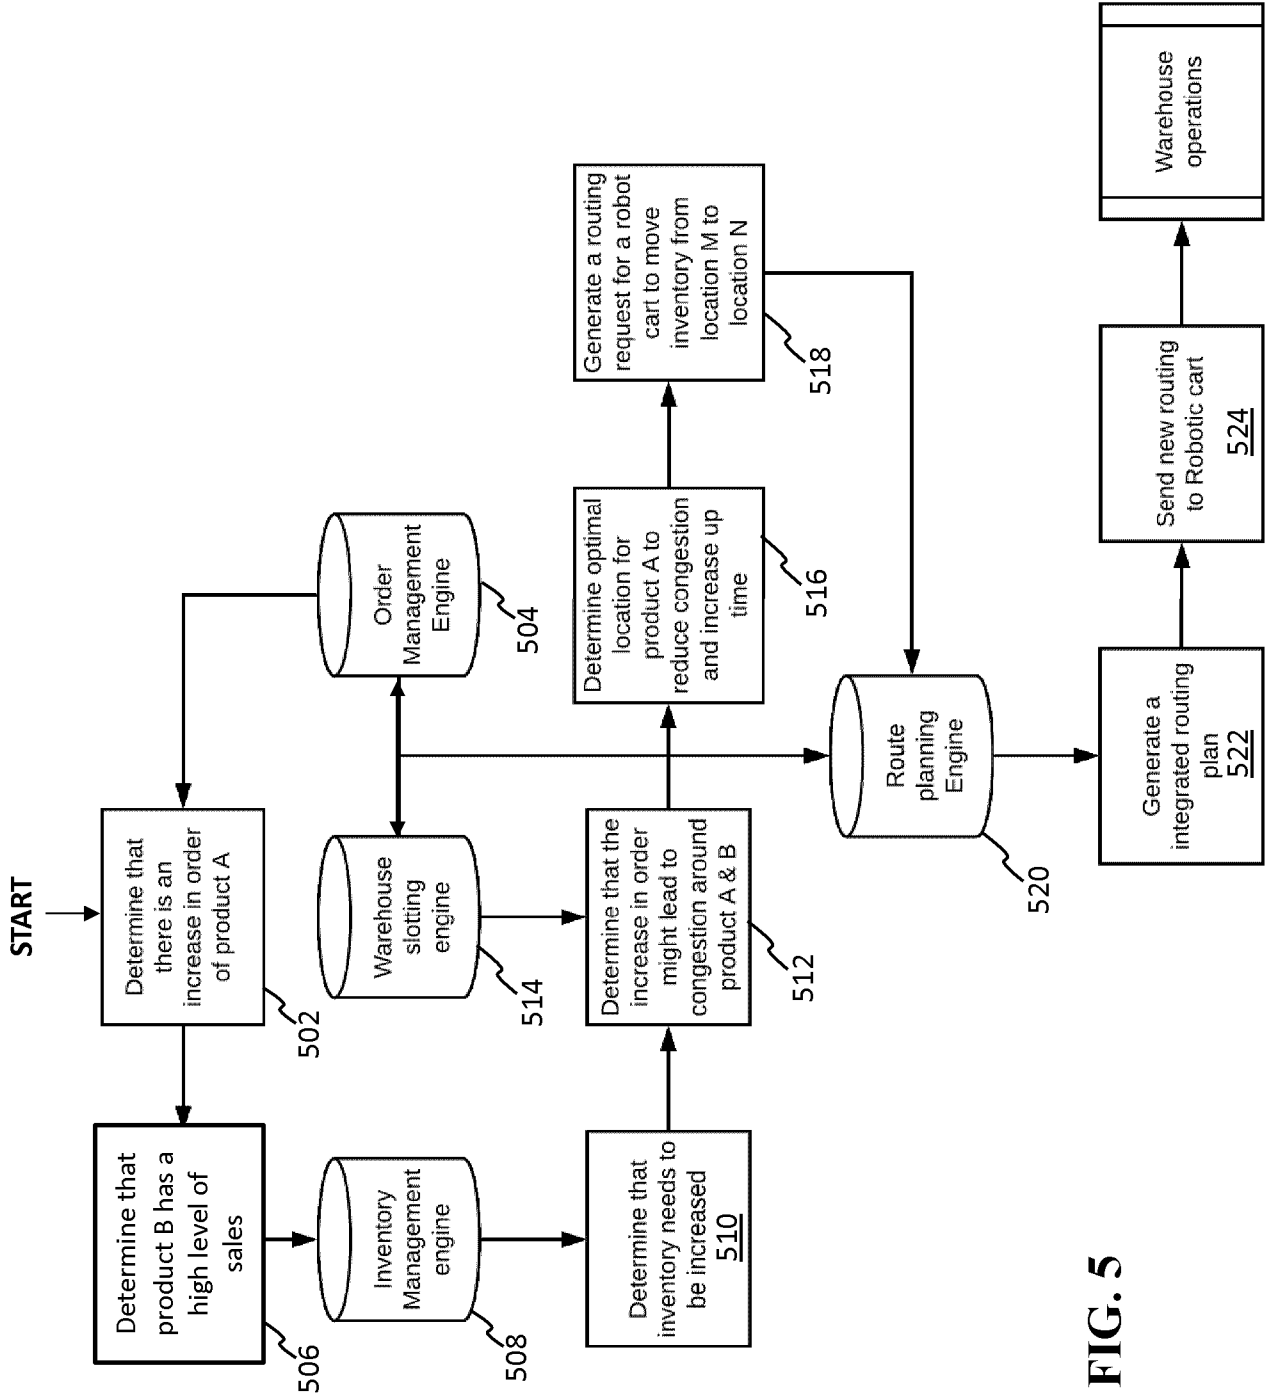 START
Determine that
there is an
increase in order
of product A
502
Determine that
product B has a
high level of
sales
506
Order
Management
Engine
504
Warehouse
slotting
engine
514
Inventory
Management
engine
508
Determine that
inventory needs to
be increased
510
Determine that the
increase in order
might lead to
congestion around
product A & B
512
Determine optimal
location for
product A to
reduce congestion
and increase up
time
516
Generate a routing
request for a robot
cart to move
inventory from
location M to
location N
518
Route
planning
Engine
520
Generate a
integrated routing
plan
522
Send new routing
to Robotic cart
524
Warehouse
operations
FIG. 5